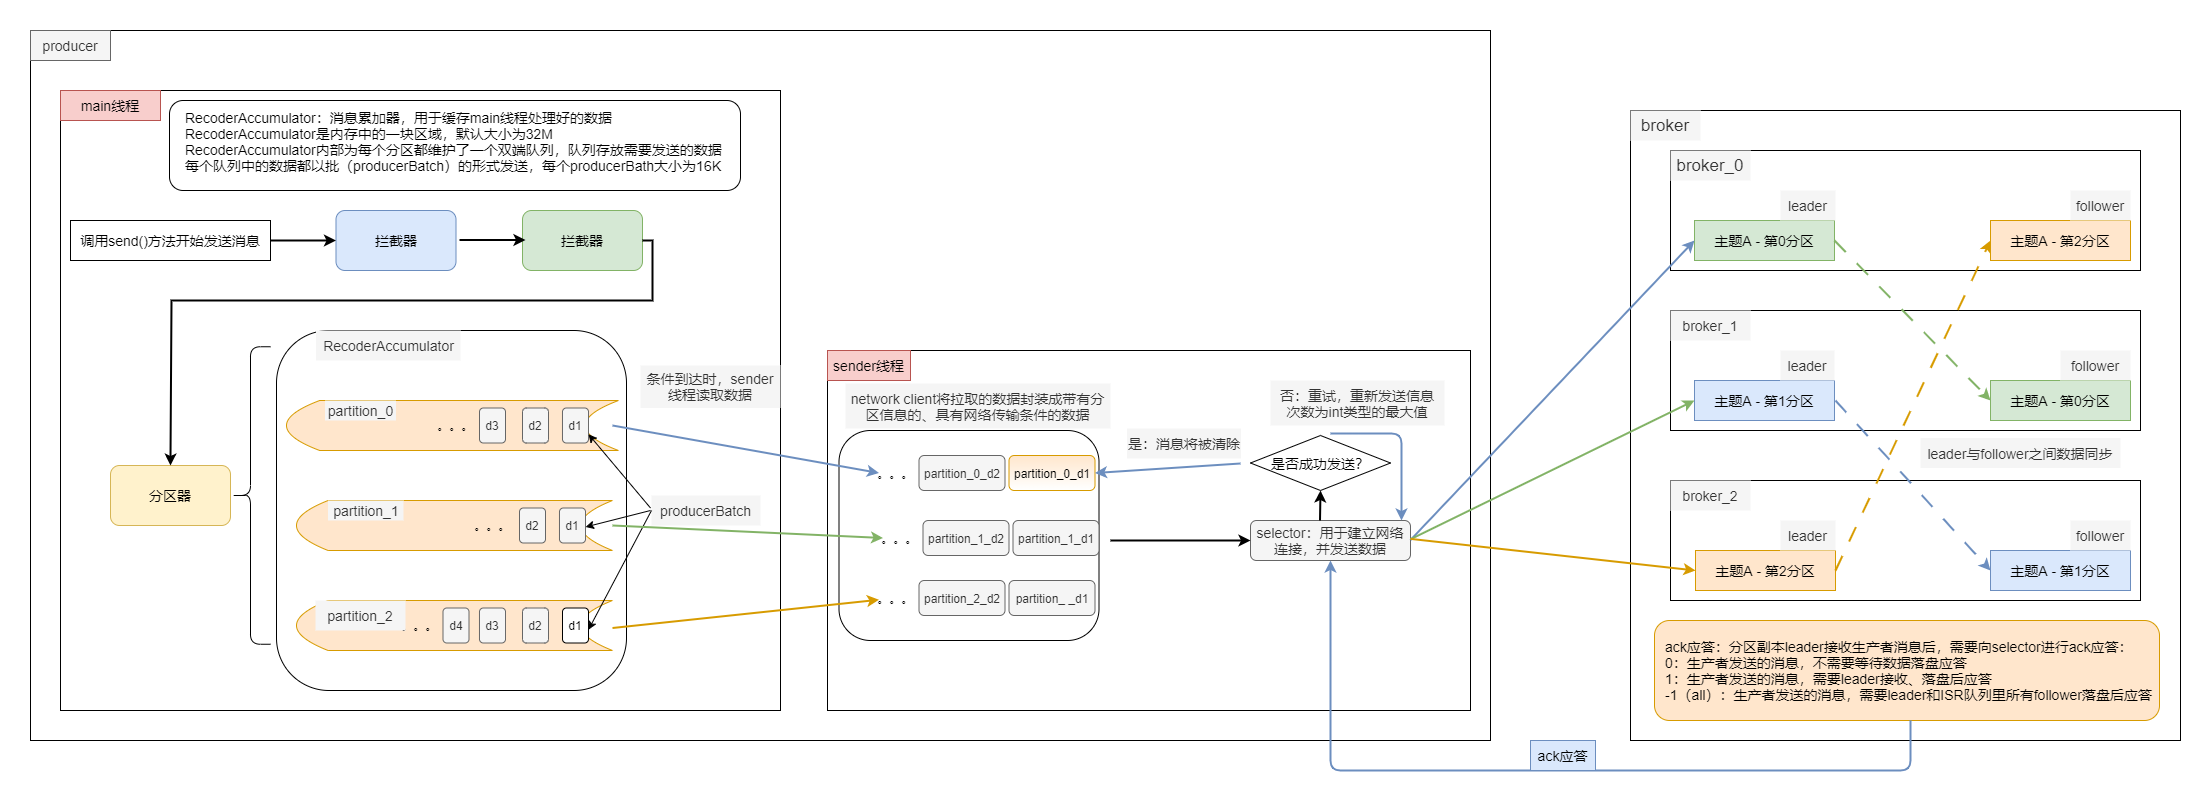 producer
main线程
RecoderAccumulator：消息累加器，用于缓存main线程处理好的数据
RecoderAccumulator是内存中的一块区域，默认大小为32M
RecoderAccumulator内部为每个分区都维护了一个双端队列，队列存放需要发送的数据
每个队列中的数据都以批（producerBatch）的形式发送，每个producerBath大小为16K
调用send()方法开始发送消息
拦截器
拦截器
分区器
RecoderAccumulator
partition_0
。。。
d3
d2
d1
partition_1
。。。
d2
d1
partition_2
。。。
d4
d3
d2
d1
producerBatch
条件到达时，sender
线程读取数据
sender线程
network client将拉取的数据封装成带有分
区信息的、具有网络传输条件的数据
。。。
partition_0_d2
partition_0_d1
。。。
partition_1_d2
partition_1_d1
。。。
partition_2_d2
partition_ _d1
是：消息将被清除
否：重试，重新发送信息
次数为int类型的最大值
是否成功发送？
selector：用于建立网络
连接，并发送数据
broker
broker_0
leader
主题A - 第0分区
follower
主题A - 第2分区
broker_1
leader
主题A - 第1分区
follower
主题A - 第0分区
leader与follower之间数据同步
broker_2
leader
主题A - 第2分区
follower
主题A - 第1分区
ack应答：分区副本leader接收生产者消息后，需要向selector进行ack应答：
0：生产者发送的消息，不需要等待数据落盘应答
1：生产者发送的消息，需要leader接收、落盘后应答
-1（all）：生产者发送的消息，需要leader和ISR队列里所有follower落盘后应答
ack应答